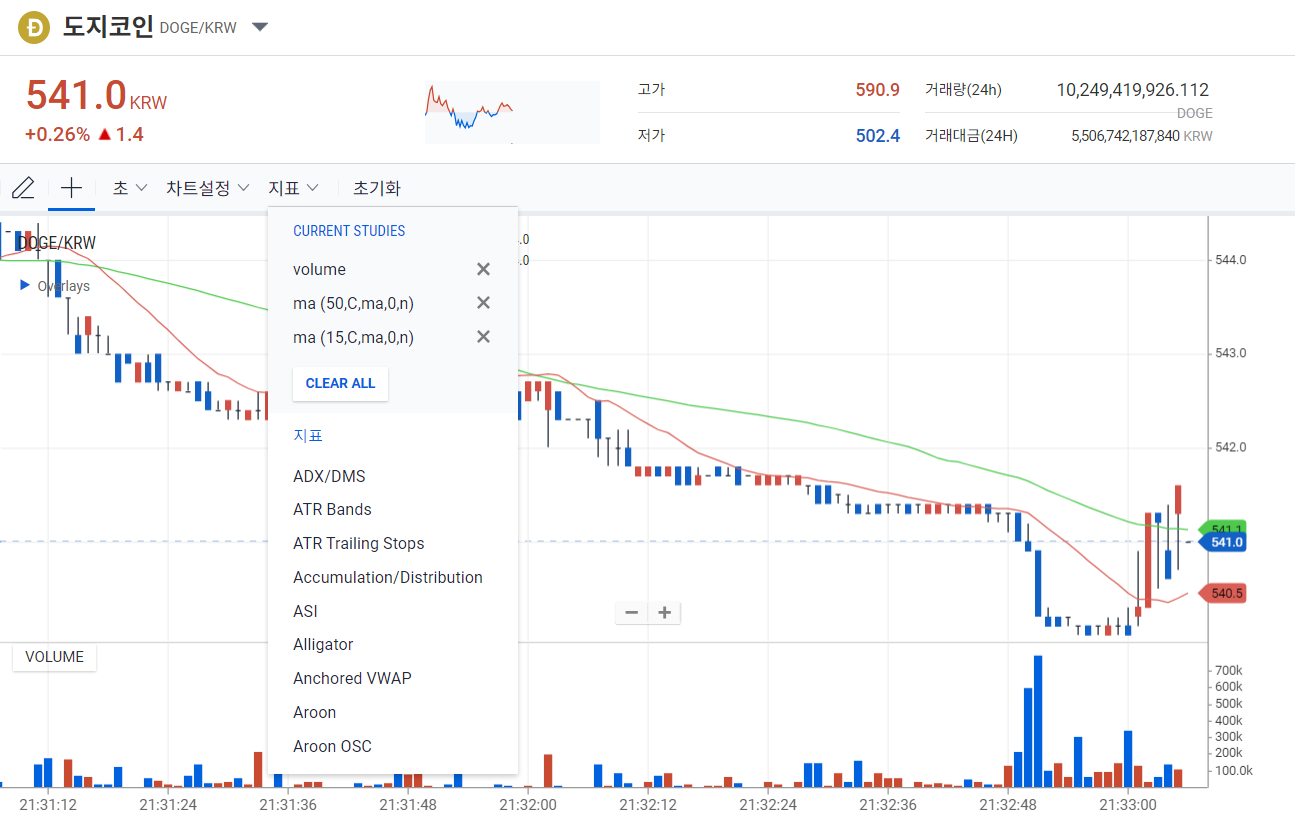 도지코인 DOGE/KRW
541.0 KRW
+0.26% ▲ 1.4
고가 590.9
저가 502.4
거래량(24h) 10,249,419,926.112
DOGE
거래대금(24H) 5,506,742,187,840 KRW
초 차트설정 지표 초기화
DOGE/KRW
Overlays
.0
.0
CURRENT STUDIES
volume
ma (50,C,ma,0,n)
ma (15,C,ma,0,n)
CLEAR ALL
지표
ADX/DMS
ATR Bands
ATR Trailing Stops
Accumulation/Distribution
ASI
Alligator
Anchored VWAP
Aroon
Aroon OSC
544.0
543.0
542.0
541.1
541.0
540.5
VOLUME
700k
600k
500k
400k
300k
200k
100.0k
21:31:12 21:31:24 21:31:36 21:31:48 21:32:00 21:32:12 21:32:24 21:32:36 21:32:48 21:33:00